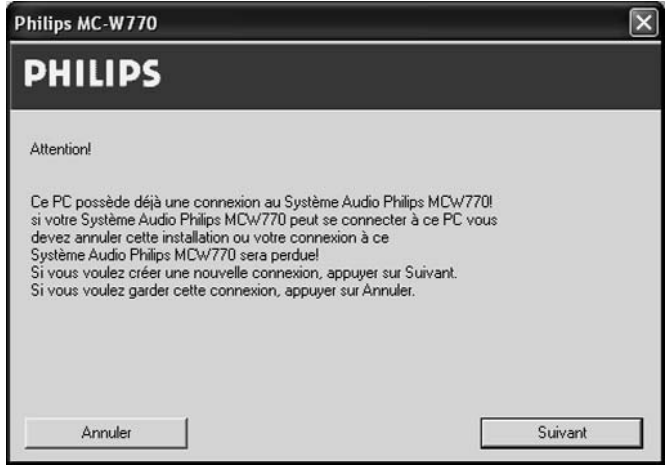 Philips MC-W770
PHILIPS
Attention!
Ce PC possède déjà une connexion au Système Audio Philips MCW770!
si votre Système Audio Philips MCW770 peut se connecter à ce PC vous
devez annuler cette installation ou votre connexion à ce
Système Audio Philips MCW770 sera perdue!
Si vous voulez créer une nouvelle connexion, appuyer sur Suivant.
Si vous voulez garder cette connexion, appuyer sur Annuler.
Annuler
Suivant